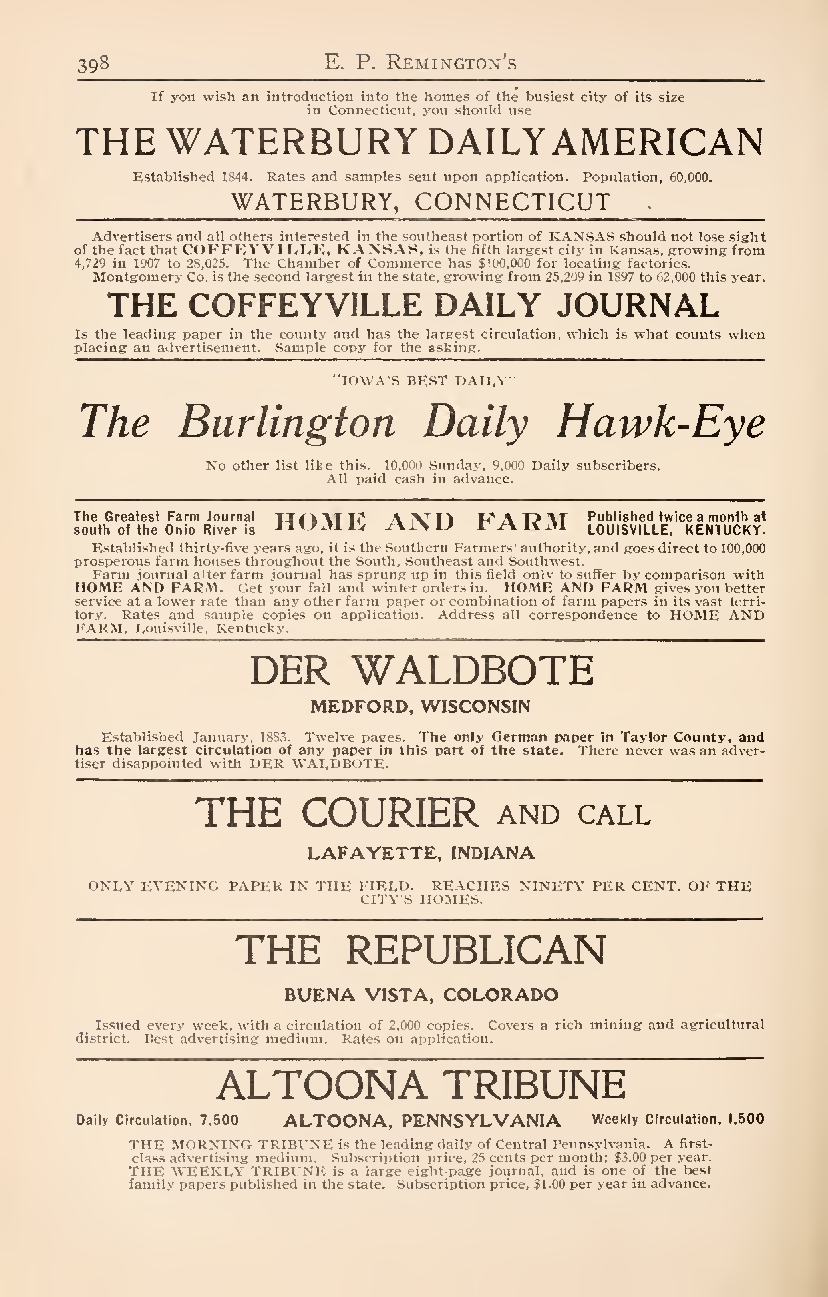 398 E. P. REMINGTON'S
If you wish an introduction into the homes of the busiest city of its size
in Connecticut, you should use
THE WATERBURY DAILY AMERICAN
Established 1844. Rates and samples sent upon application. Population, 60,000.
WATERBURY, CONNECTICUT
Advertisers and all others interested in the southeast portion of KANSAS should not lose sight
of the fact that COFFEYVILLE, KANSAS, is the fifth largest city in Kansas, growing from
4,729 in 1907 to 28,025. The Chamber of Commerce has $100,000 for locating factories.
Montgomery Co. is the second largest in the state, growing from 25,209 in 1897 to 62,000 this year.
THE COFFEYVILLE DAILY JOURNAL
Is the leading paper in the county and has the largest circulation, which is what counts when
placing an advertisement. Sample copy for the asking.
"IOWA'S BEST DAILY"
The Burlington Daily Hawk-Eye
No other list like this. 10,000 Sunday, 9,000 Daily subscribers.
All paid cash in advance.
The Greatest Farm Journal
south of the Ohio River is
HOME AND FARM
Published twice a month at
LOUISVILLE, KENTUCKY.
Established thirty-five years ago, it is the Southern Farmers' authority, and goes direct to 100,000
prosperous farm houses throughout the South, Southeast and Southwest.
Farm journal after farm journal has sprung up in this field only to suffer by comparison with
HOME AND FARM. Get your fall and winter orders in. HOME AND FARM gives you better
service at a lower rate than any other farm paper or combination of farm papers in its vast terri-
tory. Rates and sample copies on application. Address all correspondence to HOME AND
FARM, Louisville, Kentucky.
DER WALDBOTE
MEDFORD, WISCONSIN
Established January, 1883. Twelve pages. The only German paper in Taylor County, and
has the largest circulation of any paper in this part of the state. There never was an adver-
tiser disappointed with DER WALDBOTE.
THE COURIER AND CALL
LAFAYETTE, INDIANA
ONLY EVENING PAPER IN THE FIELD. REACHES NINETY PER CENT. OF THE
CITY'S HOMES.
THE REPUBLICAN
BUENA VISTA, COLORADO
Issued every week, with a circulation of 2,000 copies. Covers a rich mining and agricultural
district. Best advertising medium. Rates on application.
ALTOONA TRIBUNE
Daily Circulation, 7,500 ALTOONA, PENNSYLVANIA Weekly Circulation, 1,500
THE MORNING TRIBUNE is the leading daily of Central Pennsylvania. A first-
class advertising medium. Subscription price, 25 cents per month; $3.00 per year.
THE WEEKLY TRIBUNE is a large eight-page journal, and is one of the best
family papers published in the state. Subscription price, $1.00 per year in advance.